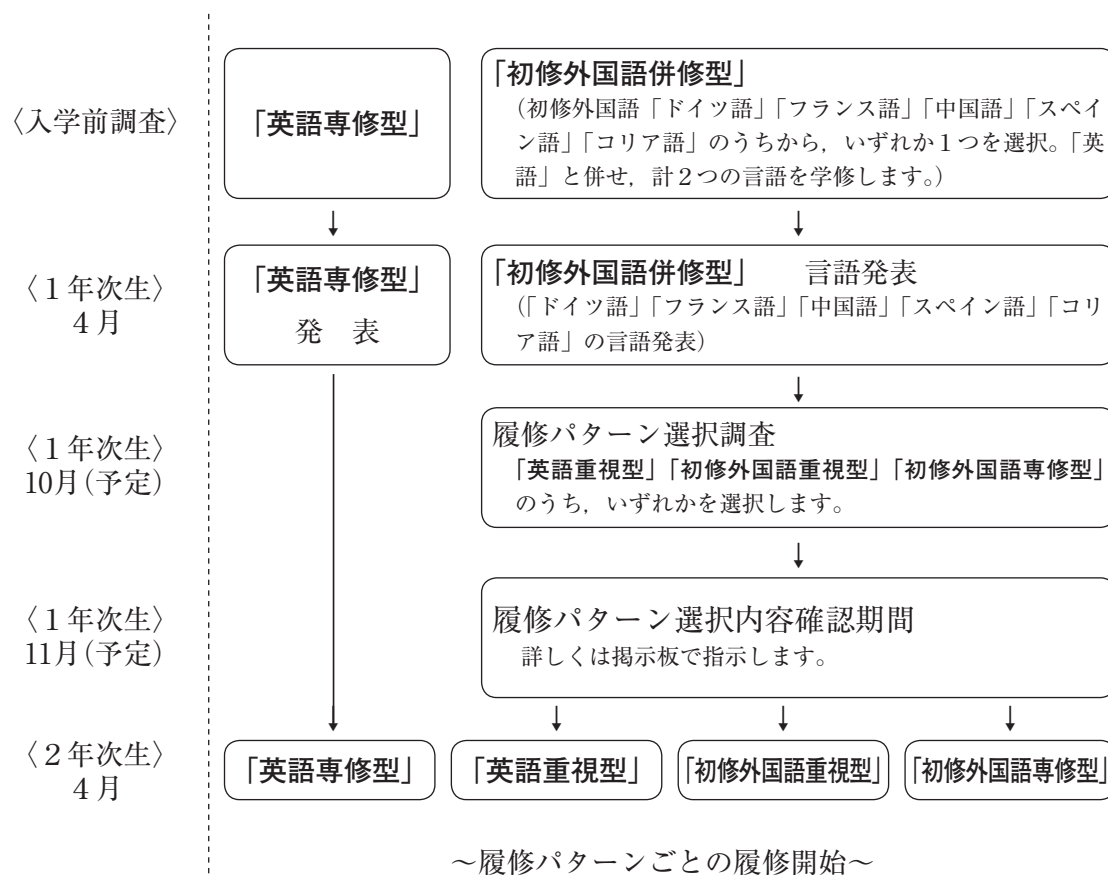 〈入学前調査〉
「英語専修型」
「初修外国語併修型」
(初修外国語「ドイツ語」「フランス語」「中国語」「スペイ
ン語」「コリア語」のうちから，いずれか１つを選択。「英
語」と併せ，計２つの言語を学修します。)
〈１年次生〉
４月
「英語専修型」
発　表
「初修外国語併修型」　言語発表
(「ドイツ語」「フランス語」「中国語」「スペイン語」「コリ
ア語」の言語発表)
〈１年次生〉
10月(予定)
履修パターン選択調査
「英語重視型」「初修外国語重視型」「初修外国語専修型」
のうち，いずれかを選択します。
〈１年次生〉
11月(予定)
履修パターン選択内容確認期間
詳しくは掲示板で指示します。
〈２年次生〉
４月
「英語専修型」
「英語重視型」
「初修外国語重視型」
「初修外国語専修型」
～履修パターンごとの履修開始～